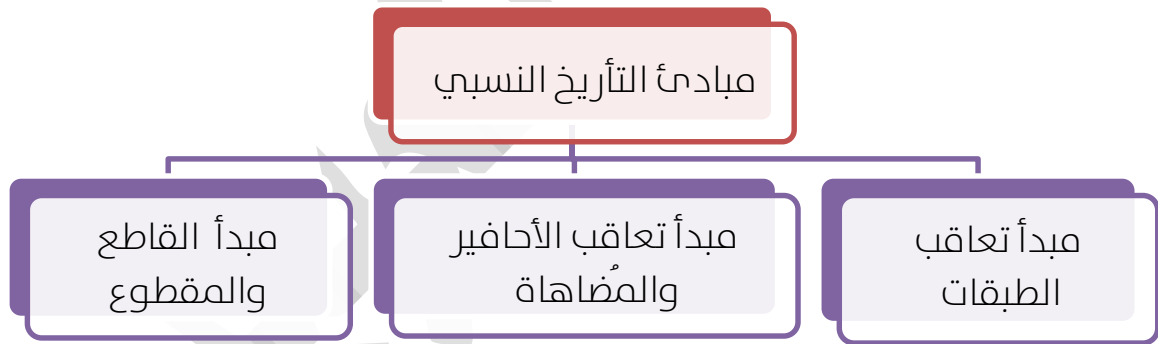 مبادئ التأريخ النسبي
مبدأ تعاقب
الطبقات
مبدأ تعاقب الأحافير
والمُضاهاة
مبدأ القاطع
والمقطوع